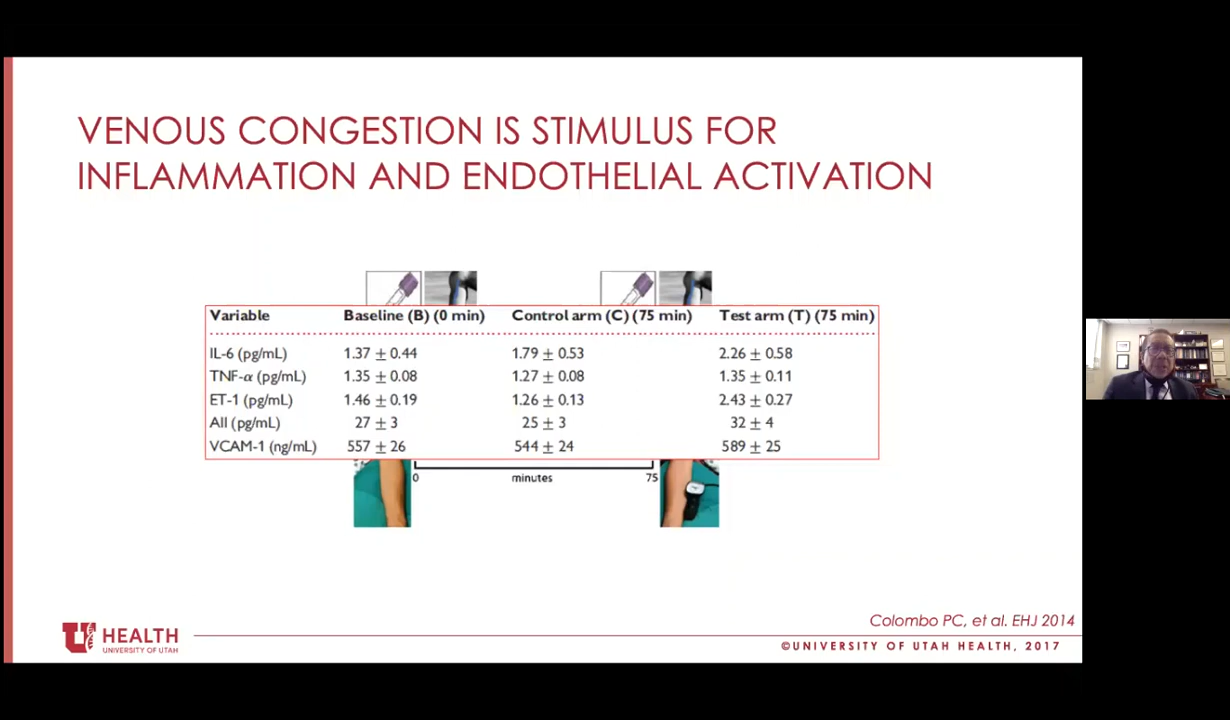 VENOUS CONGESTION IS STIMULUS FOR
INFLAMMATION AND ENDOTHELIAL ACTIVATION
Variable Baseline (B) (0 min) Control arm (C) (75 min) Test arm (T) (75 min)
IL-6 (pg/mL) 1.37 ± 0.44 1.79 ± 0.53 2.26 ± 0.58
TNF-α (pg/mL) 1.35 ± 0.08 1.27 ± 0.08 1.35 ± 0.11
ET-1 (pg/mL) 1.46 ± 0.19 1.26 ± 0.13 2.43 ± 0.27
AII (pg/mL) 27 ± 3 25 ± 3 32 ± 4
VCAM-1 (ng/mL) 557 ± 26 544 ± 24 589 ± 25
0 minutes 75
Colombo PC, et al. EHJ 2014
U HEALTH
UNIVERSITY OF UTAH
©UNIVERSITY OF UTAH HEALTH, 2017